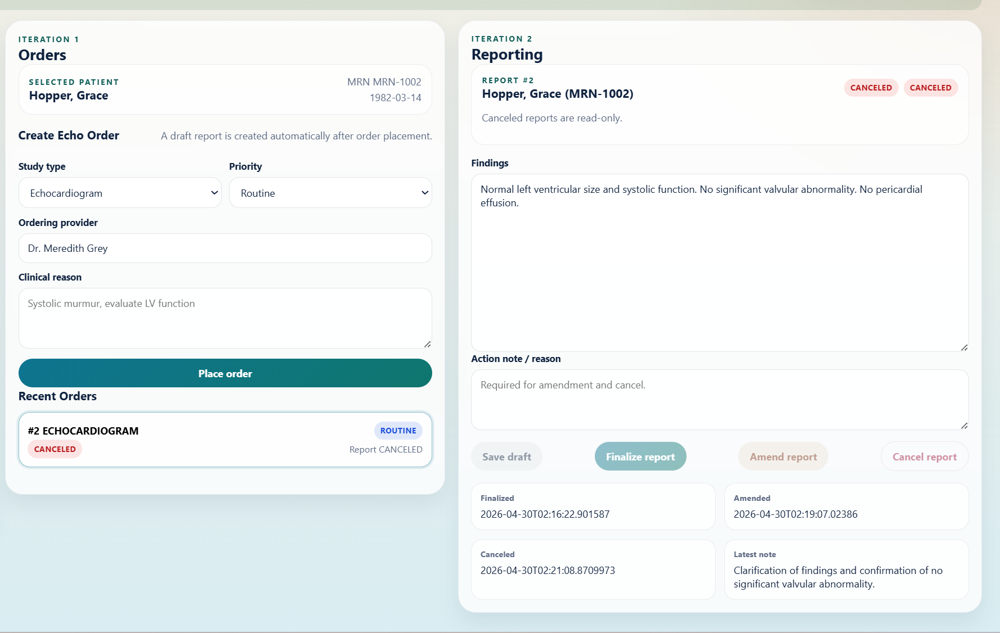 ITERATION 1
Orders
SELECTED PATIENT
Hopper, Grace
MRN MRN-1002
1982-03-14
Create Echo Order
A draft report is created automatically after order placement.
Study type
Priority
Echocardiogram
Routine
Ordering provider
Dr. Meredith Grey
Clinical reason
Systolic murmur, evaluate LV function
Place order
Recent Orders
#2 ECHOCARDIOGRAM
ROUTINE
CANCELED
Report CANCELED
ITERATION 2
Reporting
REPORT #2
Hopper, Grace (MRN-1002)
CANCELED
CANCELED
Canceled reports are read-only.
Findings
Normal left ventricular size and systolic function. No significant valvular abnormality. No pericardial
effusion.
Action note / reason
Required for amendment and cancel.
Save draft
Finalize report
Amend report
Cancel report
Finalized
2026-04-30T02:16:22.901587
Amended
2026-04-30T02:19:07.02386
Canceled
2026-04-30T02:21:08.8709973
Latest note
Clarification of findings and confirmation of no
significant valvular abnormality.